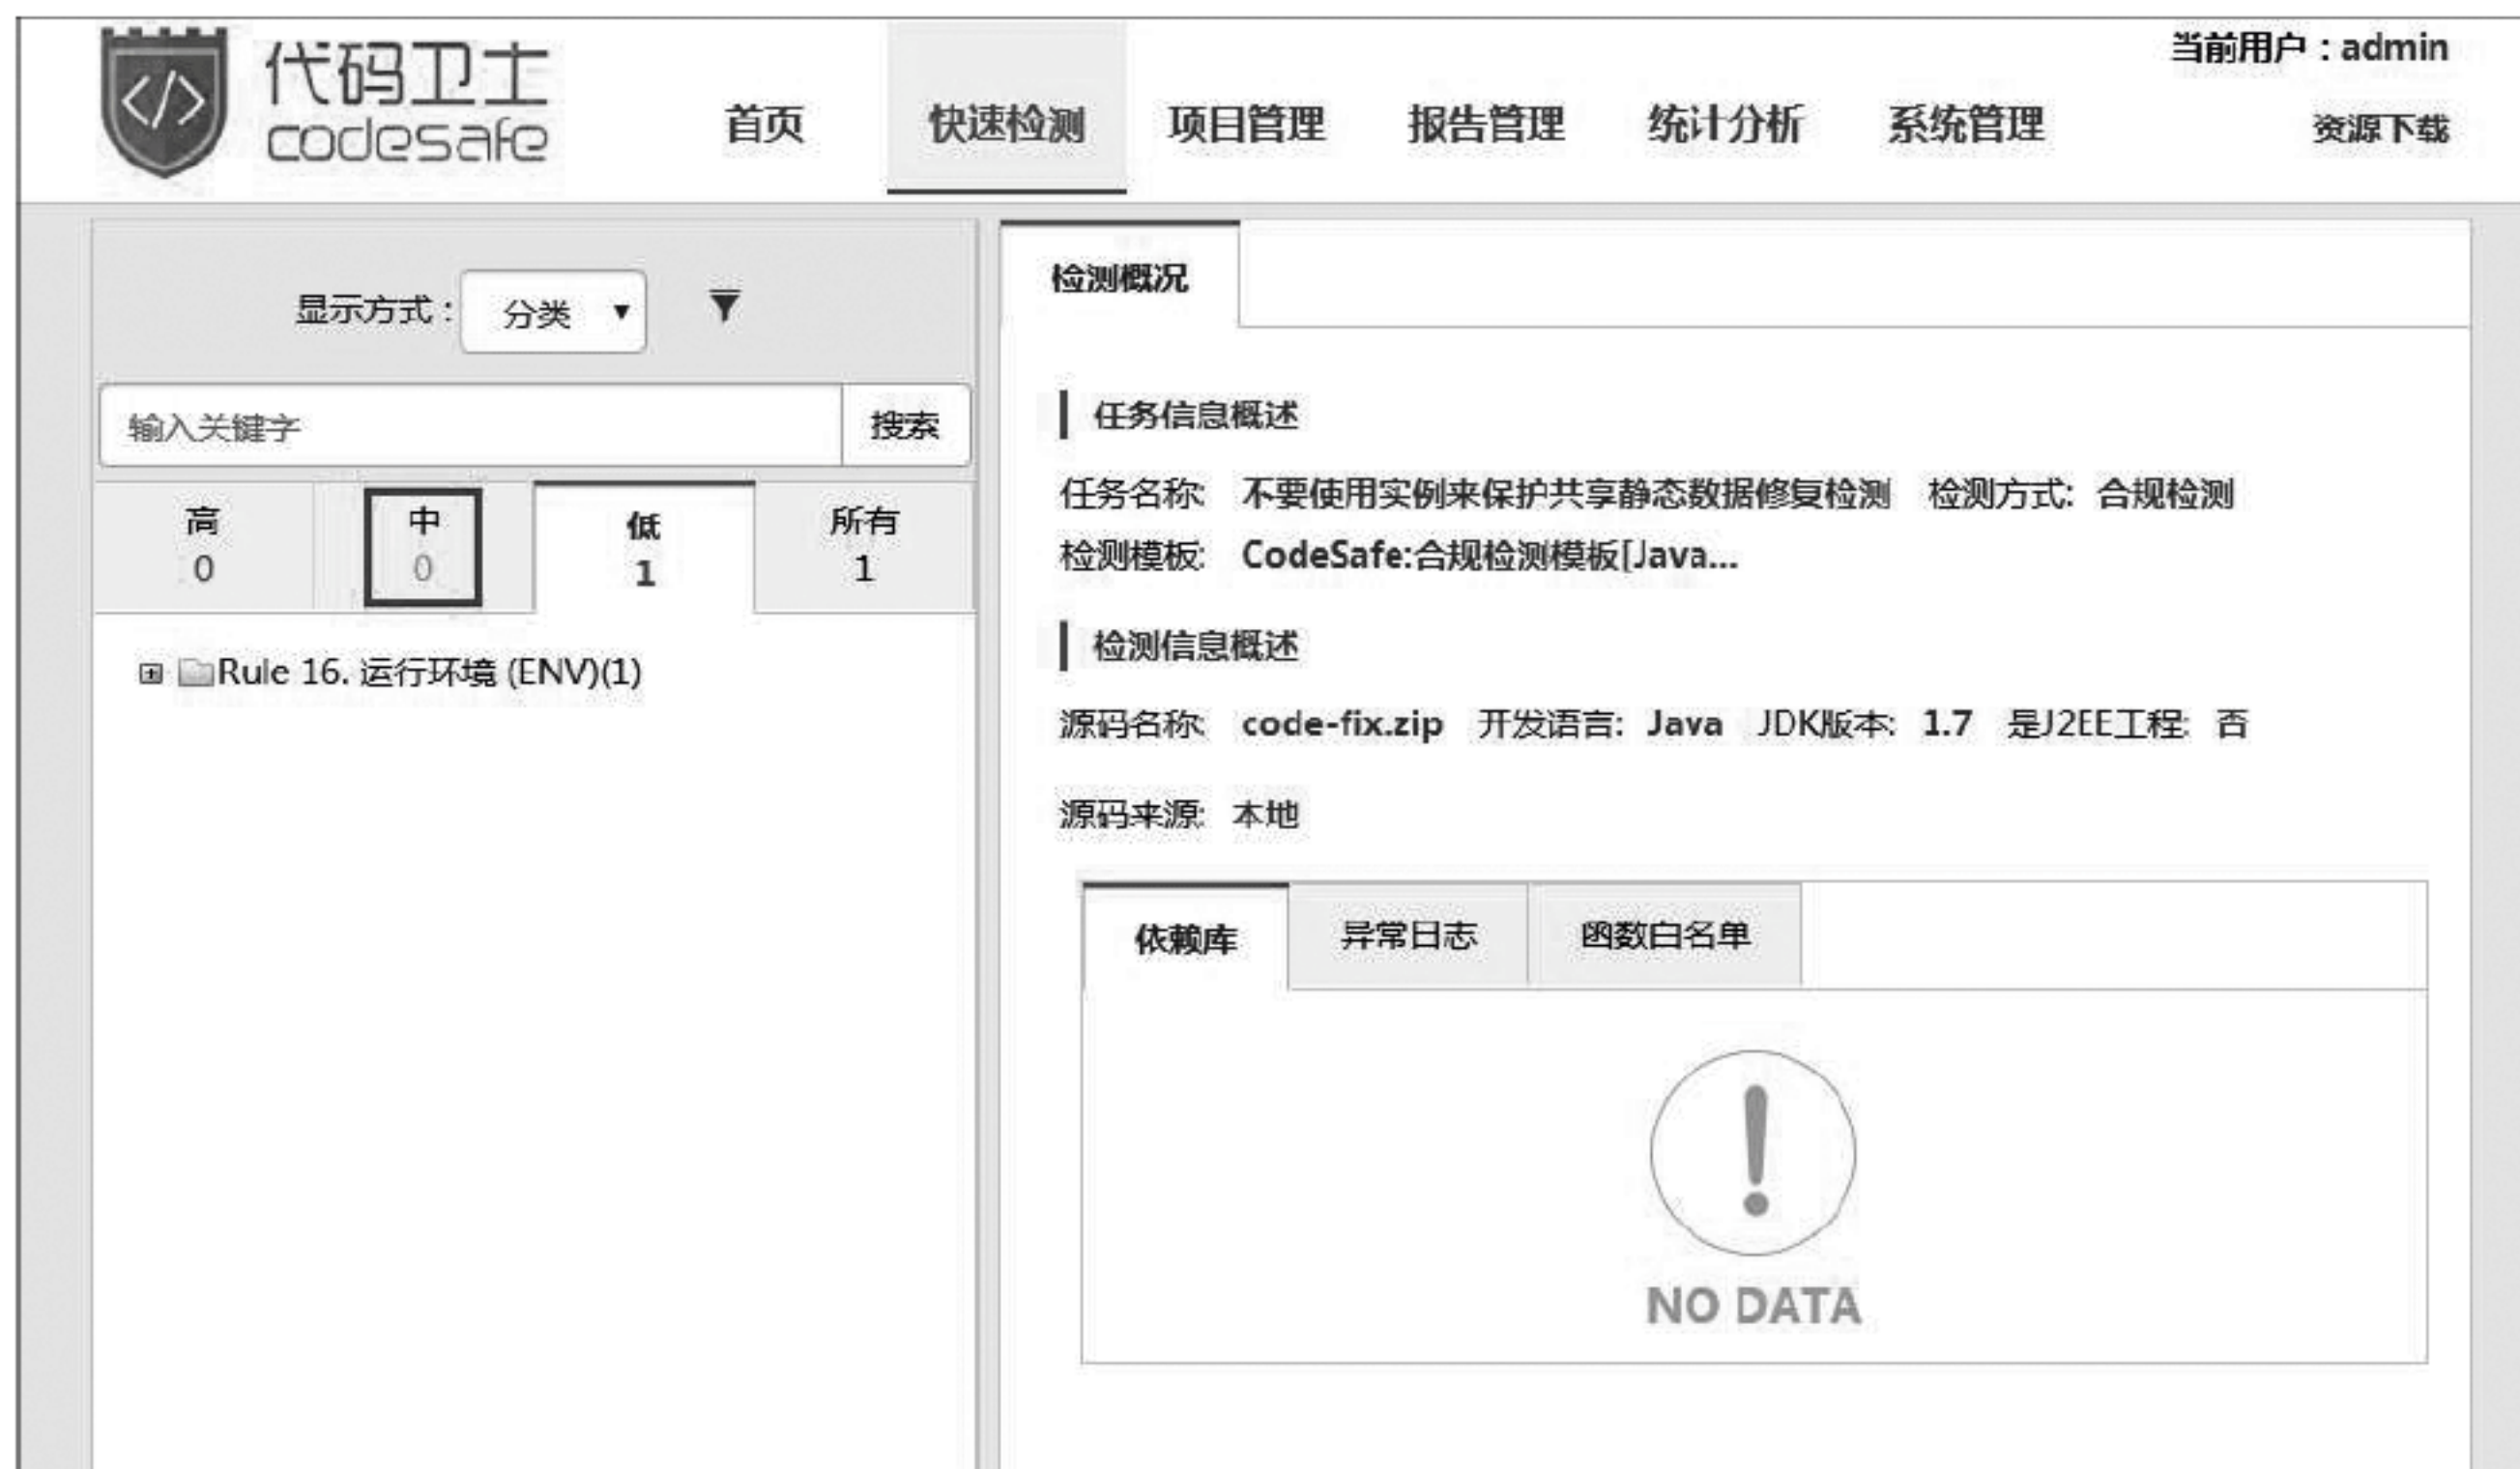 代码卫士
codesafe
当前用户：admin
首页 快速检测 项目管理 报告管理 统计分析 系统管理 资源下载
显示方式： 分类
输入关键字 搜索
高 中 低 所有
0 0 1 1
Rule 16. 运行环境 (ENV)(1)
检测概况
任务信息概述
任务名称: 不要使用实例来保护共享静态数据修复检测 检测方式: 合规检测
检测模板: CodeSafe:合规检测模板[Java...
检测信息概述
源码名称: code-fix.zip 开发语言: Java JDK版本: 1.7 是J2EE工程: 否
源码来源: 本地
依赖库 异常日志 函数白名单
NO DATA